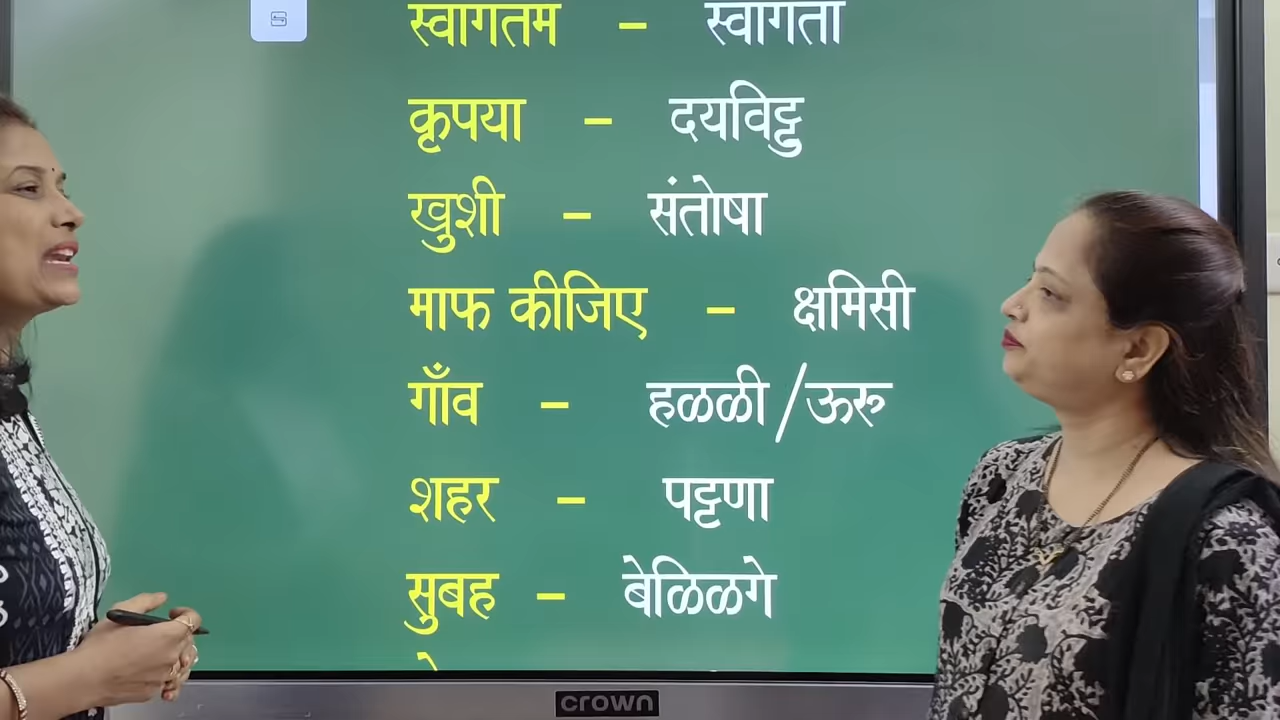 स्वागतम – स्वागता
कृपया – दयविट्टु
खुशी – संतोषा
माफ कीजिए – क्षमिसी
गाँव – हळळी/ऊरू
शहर – पट्टणा
सुबह – बेळिळगे
crown